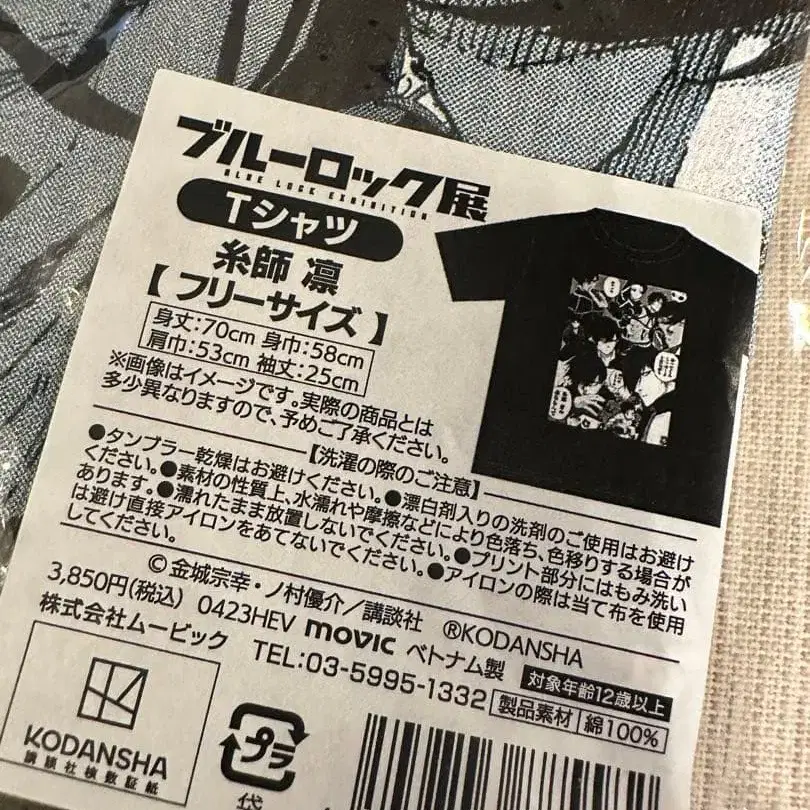 ブルーロック展
BLUE LOCK EXHIBITION
Tシャツ
糸師 凛
【フリーサイズ】
身丈:70cm 身巾:58cm
肩巾:53cm 袖丈:25cm
※画像はイメージです。実際の商品とは
多少異なりますので、予めご了承ください。
【洗濯の際のご注意】
●タンブラー乾燥はお避けください。●漂白剤入りの洗剤のご使用はお避け
ください。●素材の性質上、水濡れや摩擦などにより色落ち、色移りする場合が
あります。●濡れたまま放置しないでください。●プリント部分にはもみ洗い
は避け直接アイロンをあてないでください。●アイロンの際は当て布を使用
してください。
©金城宗幸・ノ村優介/講談社 ®KODANSHA
3,850円(税込) 0423HEV movic ベトナム製
対象年齢12歳以上
株式会社ムービック TEL:03-5995-1332
製品素材 綿100%
KODANSHA
講談社検数証紙
プラ
代